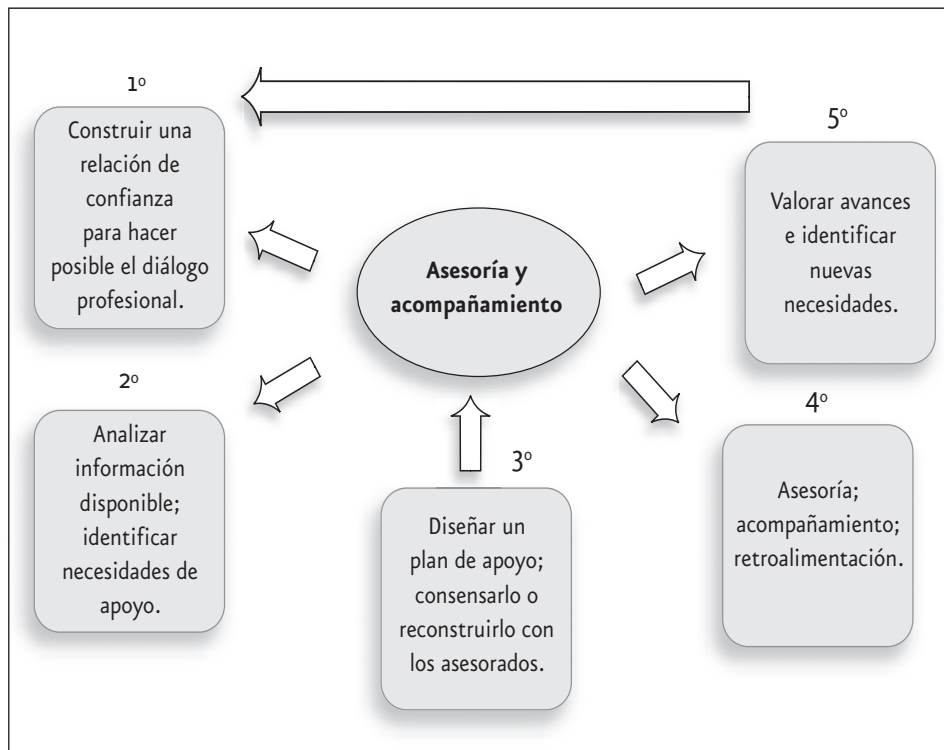 1º
Construir una
relación de
confianza
para hacer
posible el diálogo
profesional.
2º
Analizar
información
disponible;
identificar
necesidades de
apoyo.
Asesoría y
acompañamiento
3º
Diseñar un
plan de apoyo;
consensarlo o
reconstruirlo con
los asesorados.
4º
Asesoría;
acompañamiento;
retroalimentación.
5º
Valorar avances
e identificar
nuevas
necesidades.